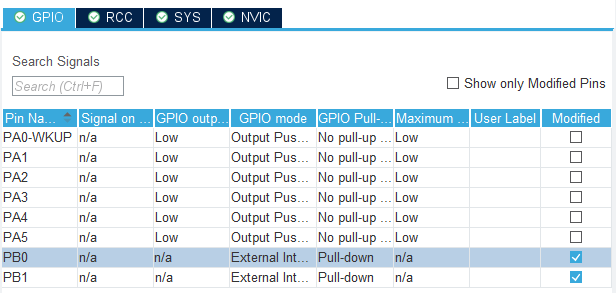 GPIO RCC SYS NVIC
Search Signals
Search (Ctrl+F)
Show only Modified Pins
Pin Na... Signal on ... GPIO outp... GPIO mode GPIO Pull-... Maximum ... User Label Modified
PA0-WKUP n/a Low Output Pus... No pull-up ... Low
PA1 n/a Low Output Pus... No pull-up ... Low
PA2 n/a Low Output Pus... No pull-up ... Low
PA3 n/a Low Output Pus... No pull-up ... Low
PA4 n/a Low Output Pus... No pull-up ... Low
PA5 n/a Low Output Pus... No pull-up ... Low
PB0 n/a n/a External Int... Pull-down n/a
PB1 n/a n/a External Int... Pull-down n/a